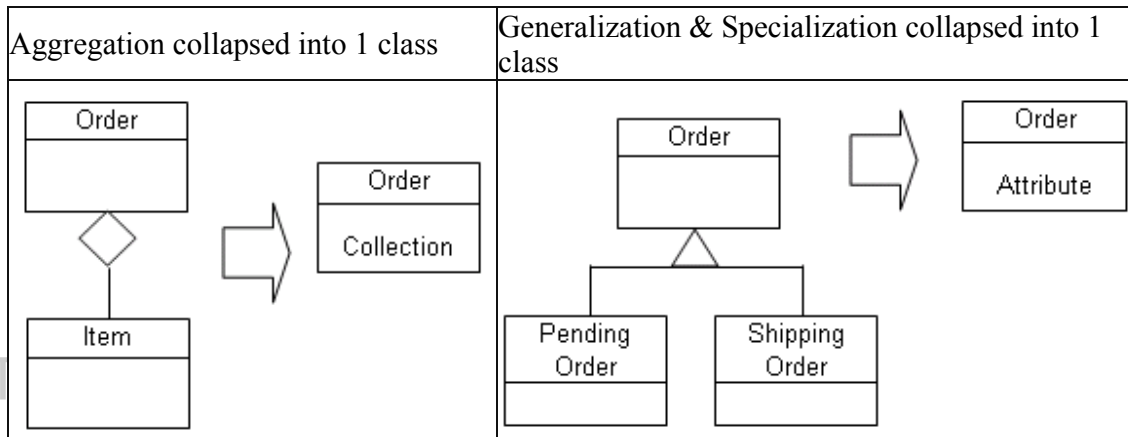 Aggregation collapsed into 1 class
Generalization & Specialization collapsed into 1
class
Order
Item
Order
Collection
Order
Pending
Order
Shipping
Order
Order
Attribute